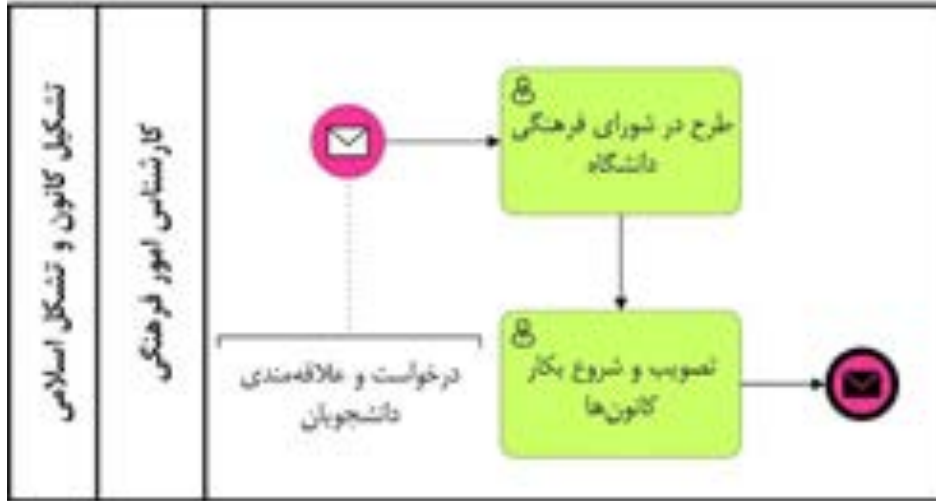 تشکیل کانون و تشکل اسلامی
کارشناس امور فرهنگی
طرح در شورای فرهنگی
دانشگاه
درخواست و علاقه‌مندی
دانشجویان
تصویب و شروع بکار
کانون‌ها